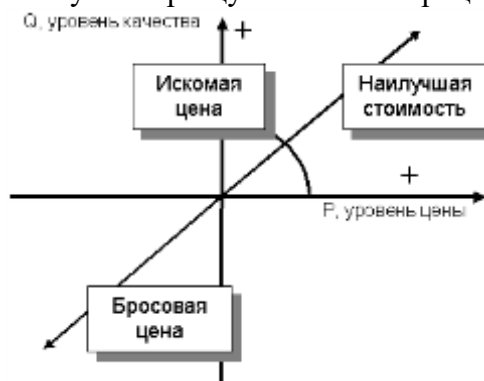 Q, уровень качества
+
Искомая
цена
Наилучшая
стоимость
+
P, уровень цены
Бросовая
цена